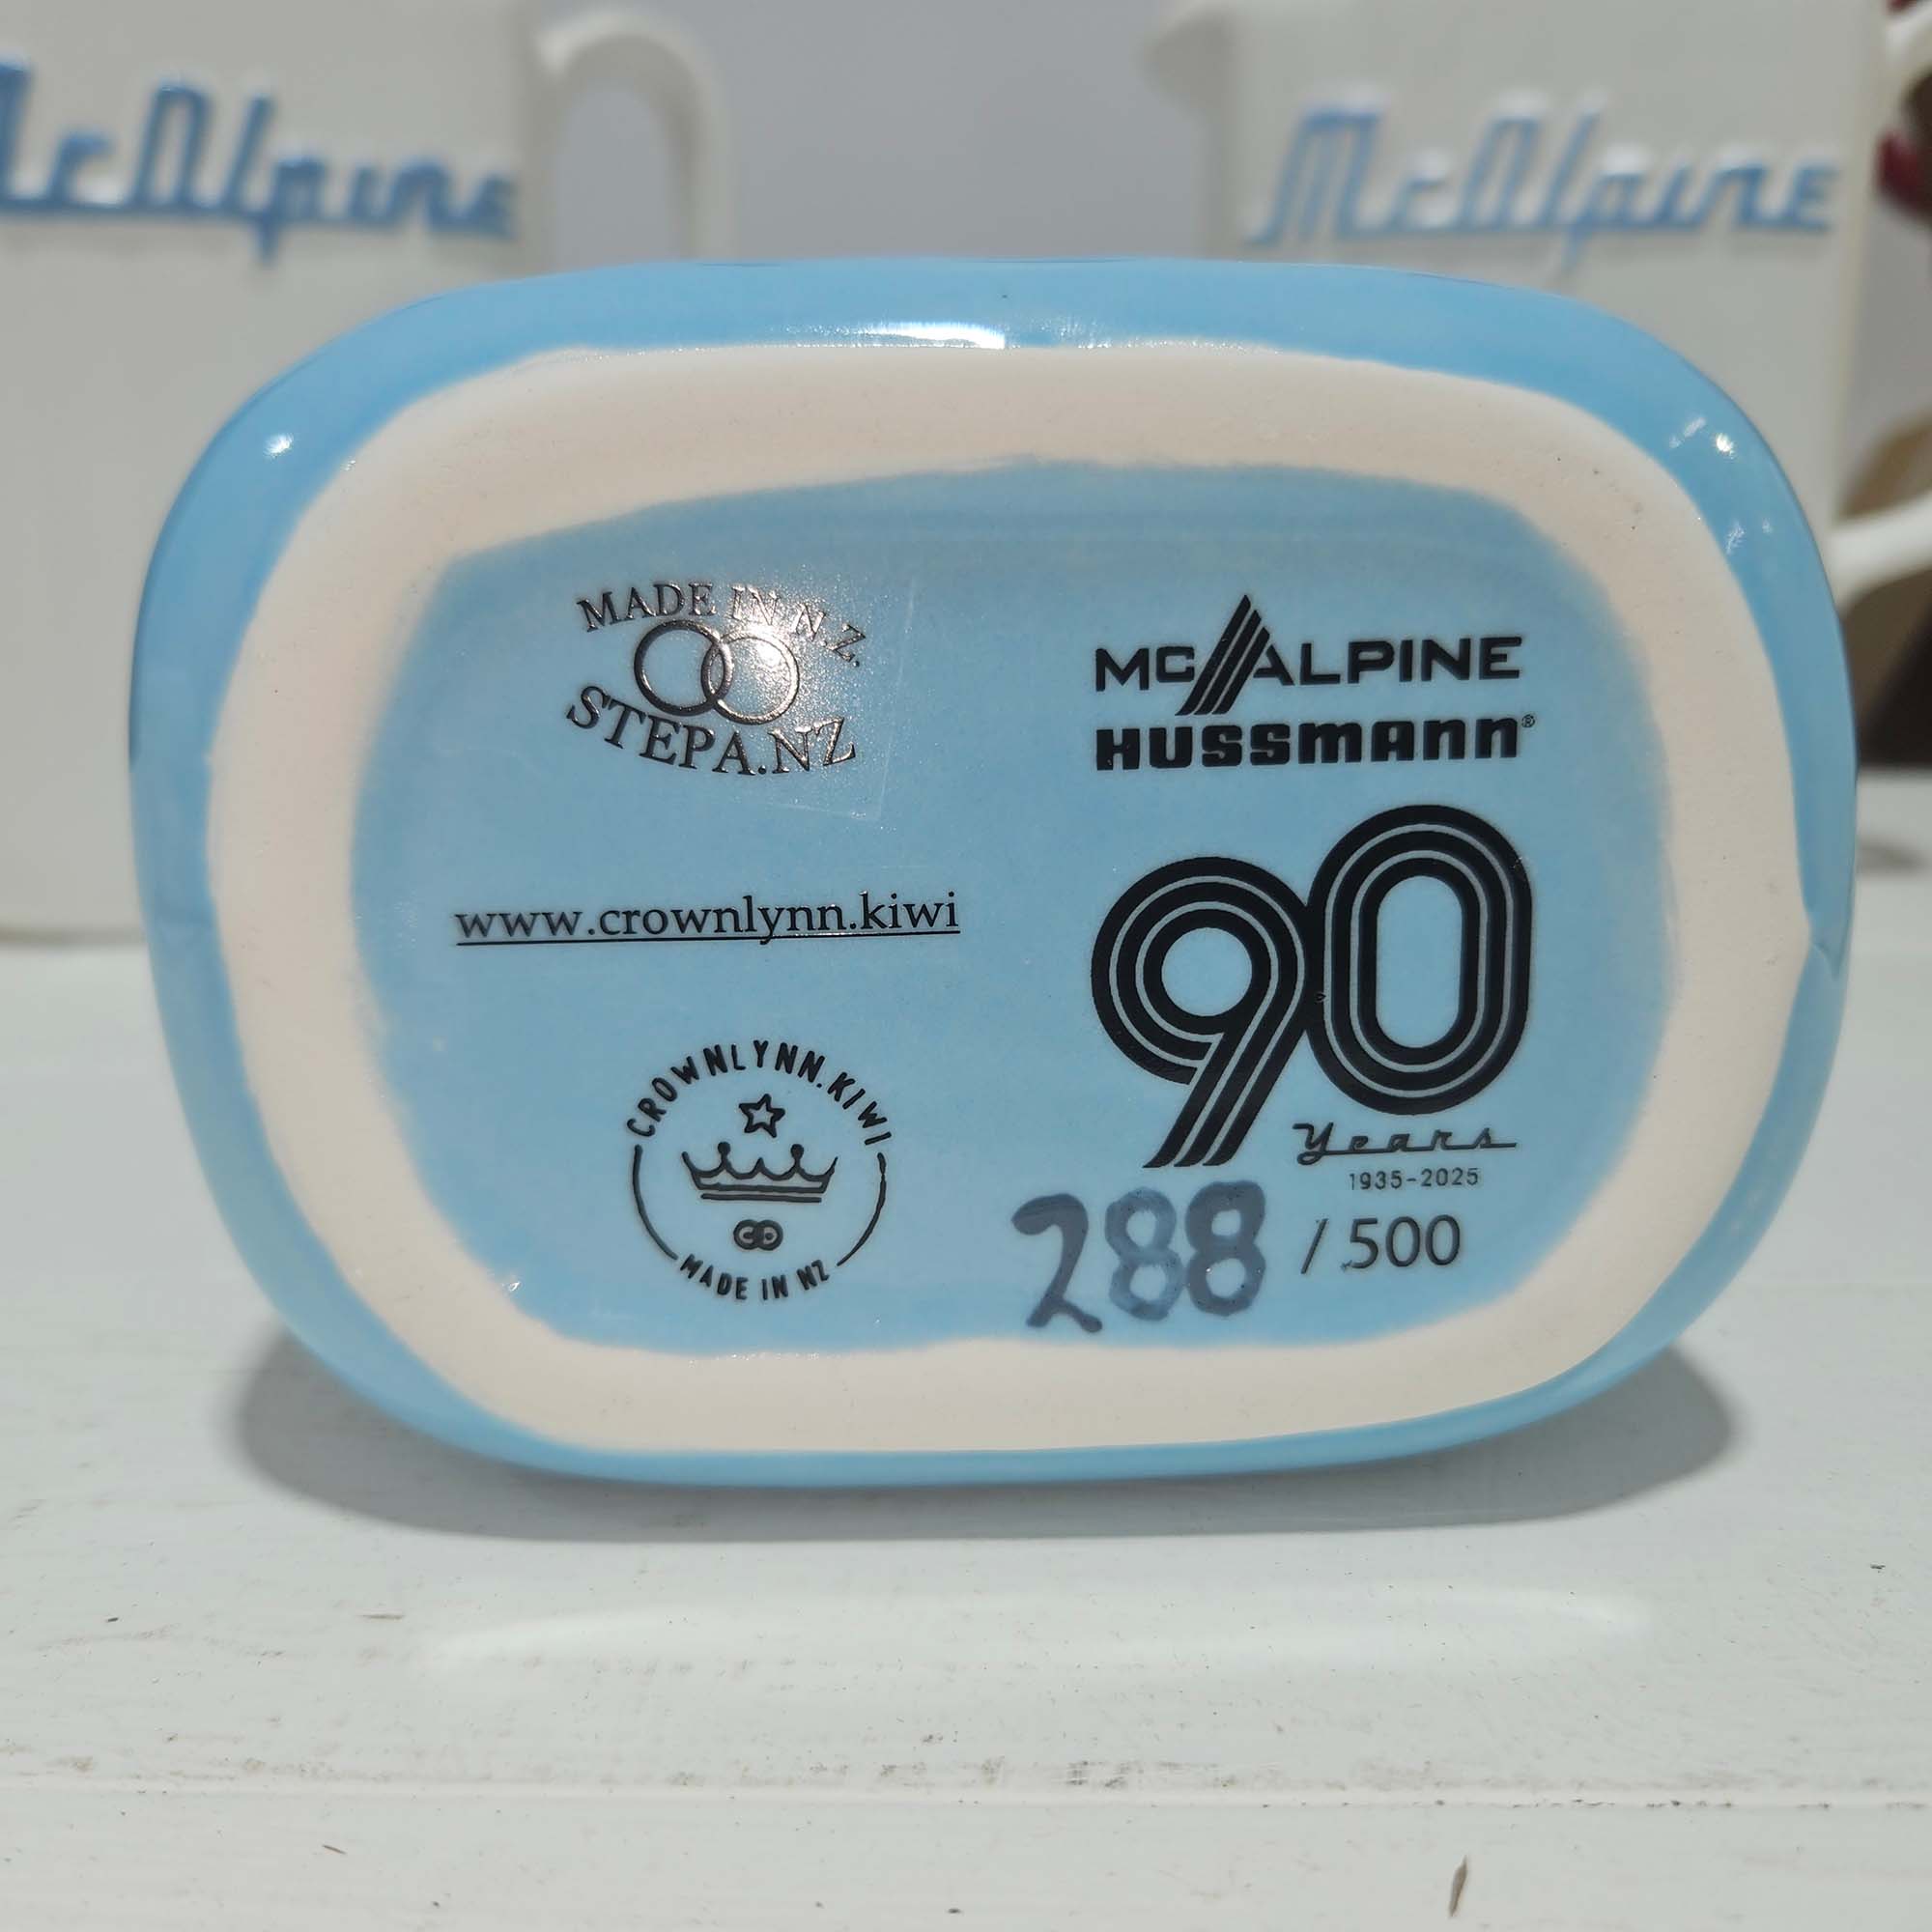 McAlpine
McAlpine
MADE IN N.Z.
STEPA.NZ
www.crownlynn.kiwi
CROWNLYNN.KIWI
MADE IN NZ
MCALPINE
HUSSMANN®
90
Years
1935-2025
288 / 500